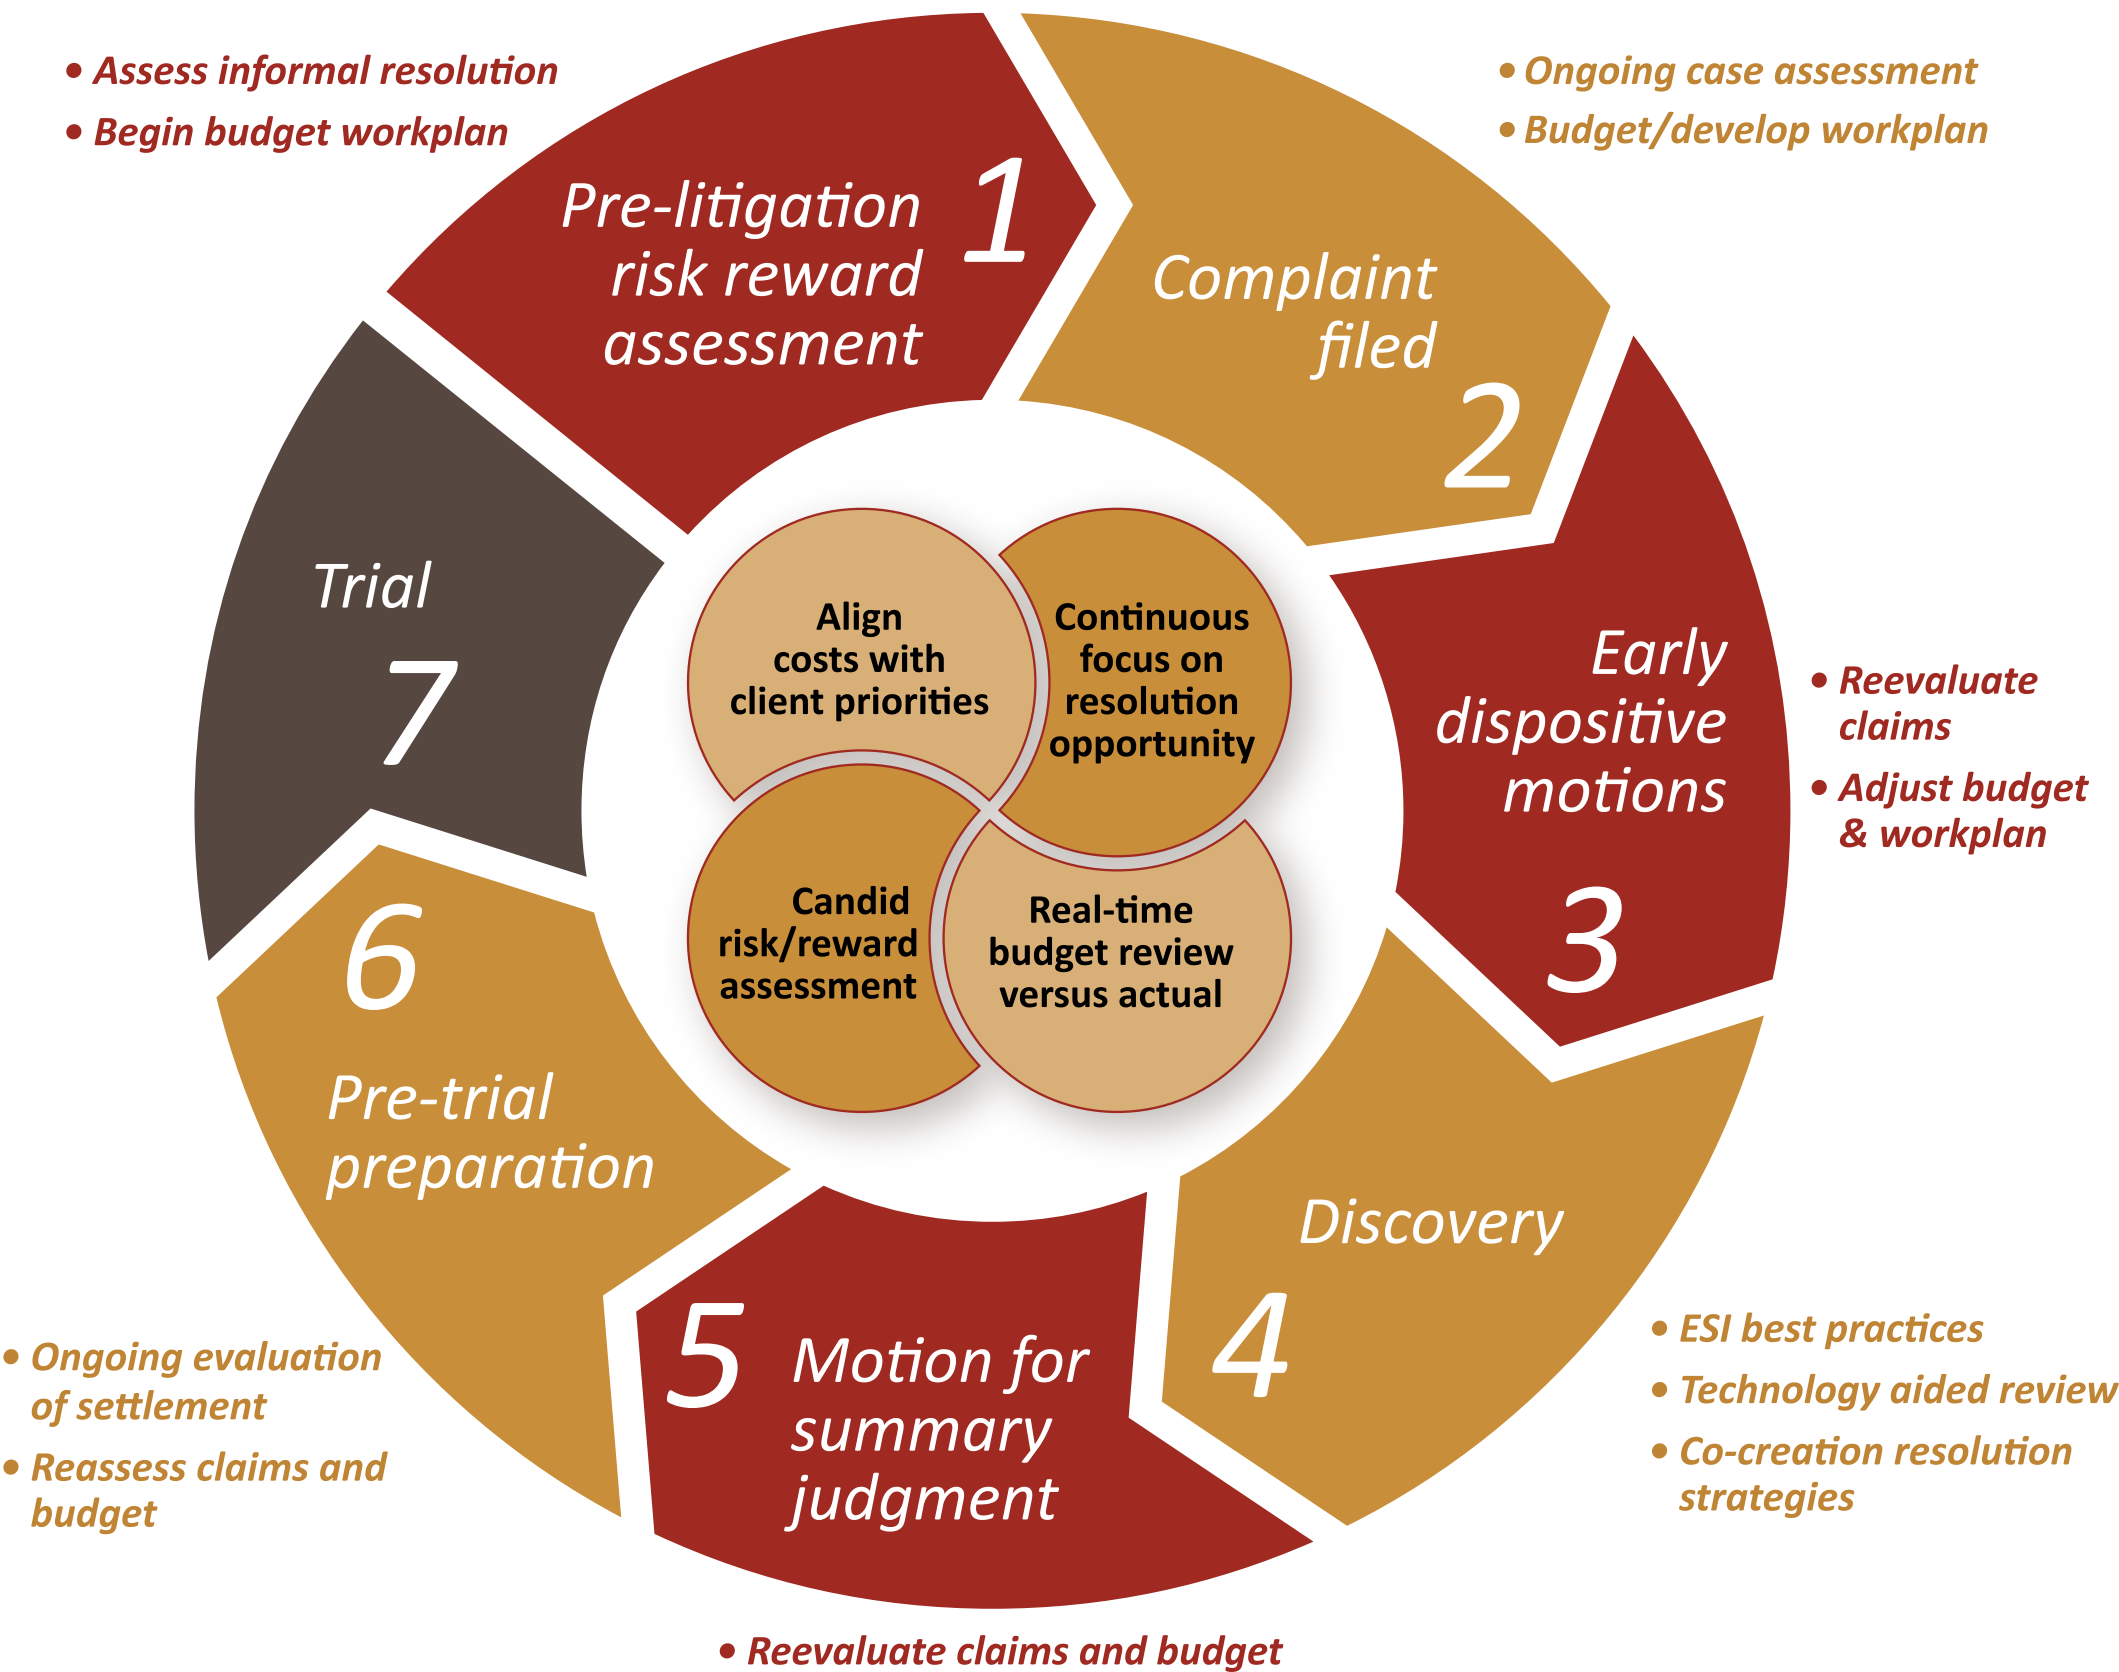 • Assess informal resolution
• Begin budget workplan
Pre-litigation
risk reward
assessment
1
• Ongoing case assessment
• Budget/develop workplan
Complaint
filed
2
Early
dispositive
motions
3
• Reevaluate
claims
• Adjust budget
& workplan
Discovery
4
• ESI best practices
• Technology aided review
• Co-creation resolution
strategies
5
Motion for
summary
judgment
• Reevaluate claims and budget
6
Pre-trial
preparation
• Ongoing evaluation
of settlement
• Reassess claims and
budget
Trial
7
Align
costs with
client priorities
Continuous
focus on
resolution
opportunity
Candid
risk/reward
assessment
Real-time
budget review
versus actual